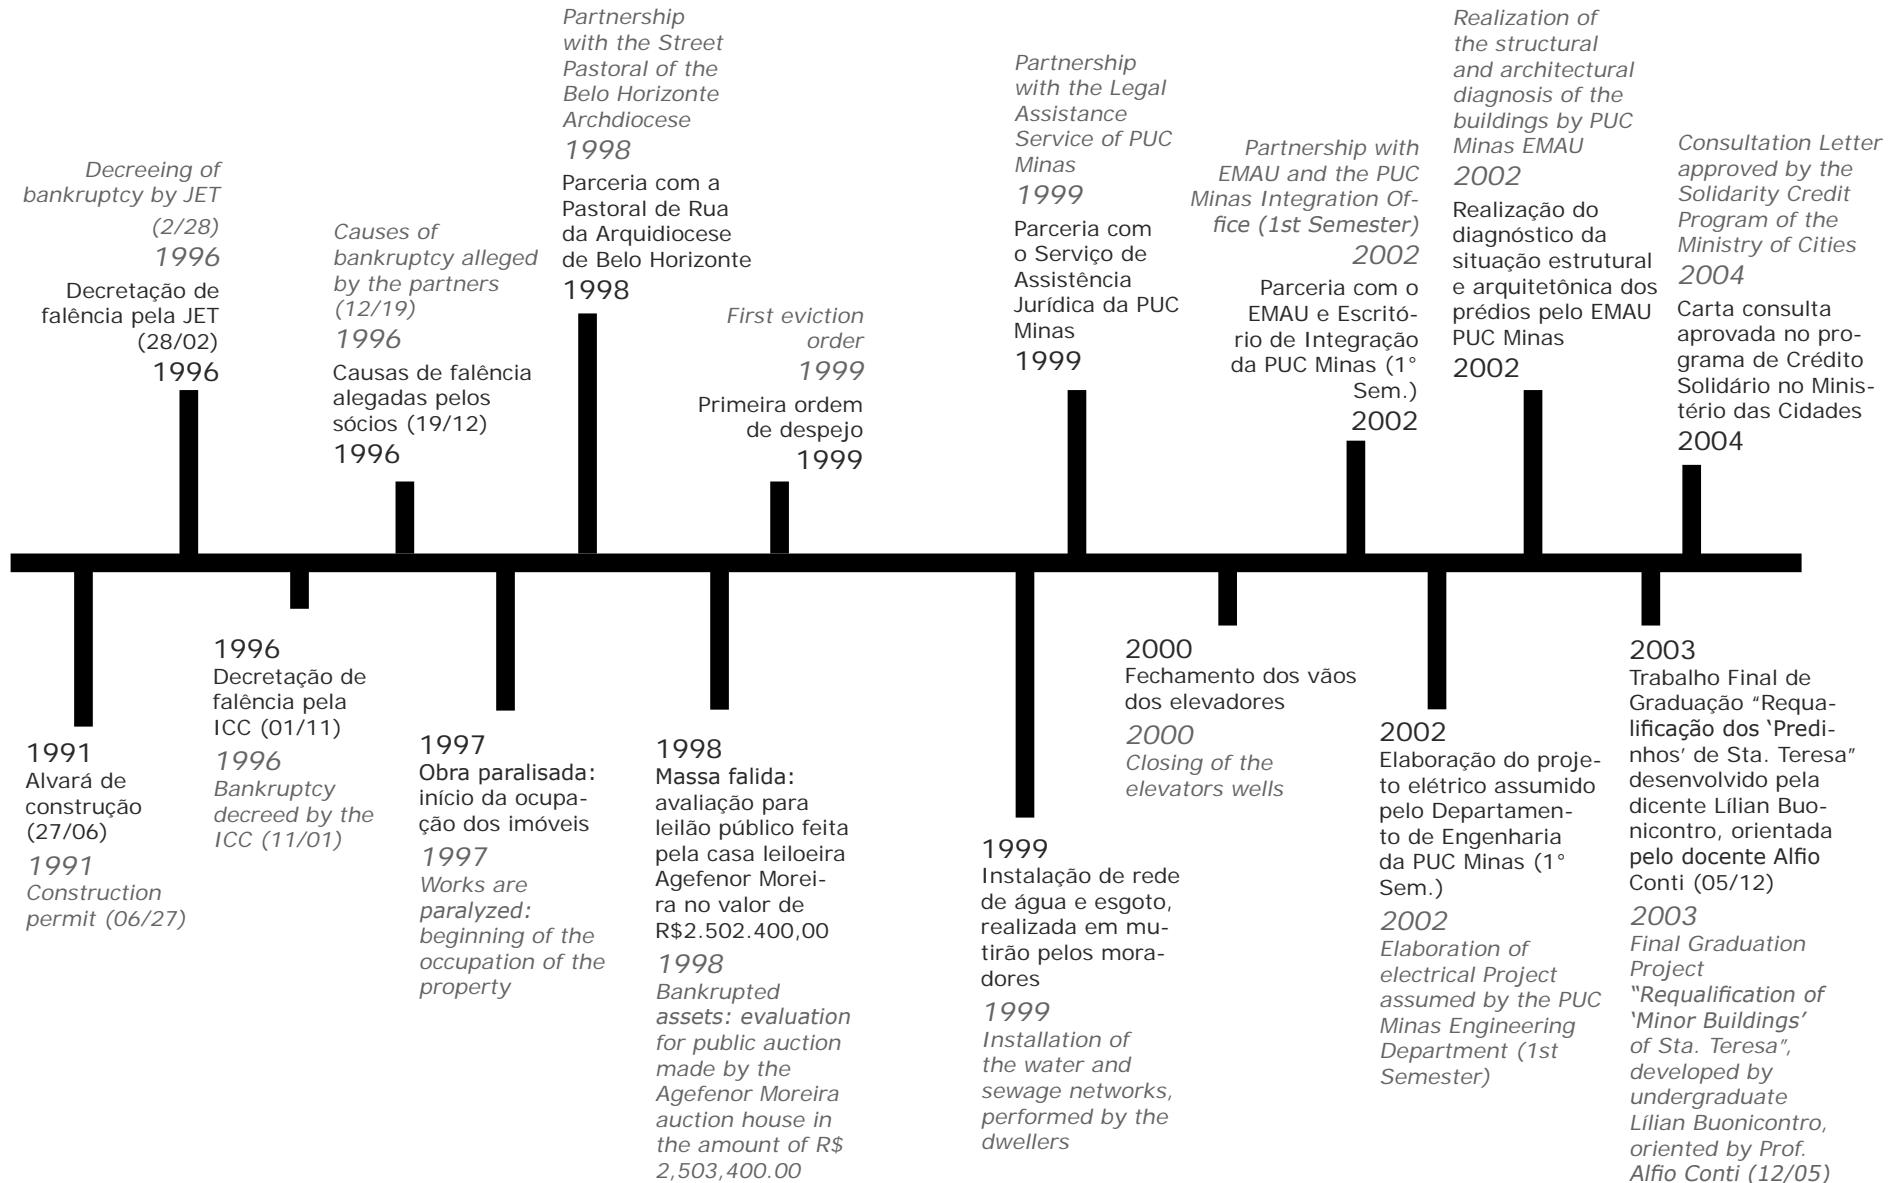 Decreeing of
bankruptcy by JET
(2/28)
1996
Decretação de
falência pela JET
(28/02)
1996
Causes of
bankruptcy alleged
by the partners
(12/19)
1996
Causas de falência
alegadas pelos
sócios (19/12)
1996
Partnership
with the Street
Pastoral of the
Belo Horizonte
Archdiocese
1998
Parceria com a
Pastoral de Rua
da Arquidiocese
de Belo Horizonte
1998
First eviction
order
1999
Primeira ordem
de despejo
1999
Partnership
with the Legal
Assistance
Service of PUC
Minas
1999
Parceria com
o Serviço de
Assistência
Jurídica da PUC
Minas
1999
Partnership with
EMAU and the PUC
Minas Integration Of-
fice (1st Semester)
2002
Parceria com o
EMAU e Escritó-
rio de Integração
da PUC Minas (1°
Sem.)
2002
Realization of
the structural
and architectural
diagnosis of the
buildings by PUC
Minas EMAU
2002
Realização do
diagnóstico da
situação estrutural
e arquitetônica dos
prédios pelo EMAU
PUC Minas
2002
Consultation Letter
approved by the
Solidarity Credit
Program of the
Ministry of Cities
2004
Carta consulta
aprovada no pro-
grama de Crédito
Solidário no Minis-
tério das Cidades
2004
1991
Alvará de
construção
(27/06)
1991
Construction
permit (06/27)
1996
Decretação de
falência pela
ICC (01/11)
1996
Bankruptcy
decreed by the
ICC (11/01)
1997
Obra paralisada:
início da ocupa-
ção dos imóveis
1997
Works are
paralyzed:
beginning of the
occupation of the
property
1998
Massa falida:
avaliação para
leilão público feita
pela casa leiloeira
Agefenor Morei-
ra no valor de
R$2.502.400,00
1998
Bankrupted
assets: evaluation
for public auction
made by the
Agefenor Moreira
auction house in
the amount of R$
2,503,400.00
1999
Instalação de rede
de água e esgoto,
realizada em mu-
tirão pelos mora-
dores
1999
Installation of
the water and
sewage networks,
performed by the
dwellers
2000
Fechamento dos vãos
dos elevadores
2000
Closing of the
elevators wells
2002
Elaboração do proje-
to elétrico assumido
pelo Departamen-
to de Engenharia
da PUC Minas (1°
Sem.)
2002
Elaboration of
electrical Project
assumed by the PUC
Minas Engineering
Department (1st
Semester)
2003
Trabalho Final de
Graduação “Requa-
lificação dos ‘Predi-
nhos’ de Sta. Teresa”
desenvolvido pela
dicente Lílian Buo-
nicontro, orientada
pelo docente Alfio
Conti (05/12)
2003
Final Graduation
Project
“Requalification of
‘Minor Buildings’
of Sta. Teresa”,
developed by
undergraduate
Lílian Buonicontro,
oriented by Prof.
Alfio Conti (12/05)